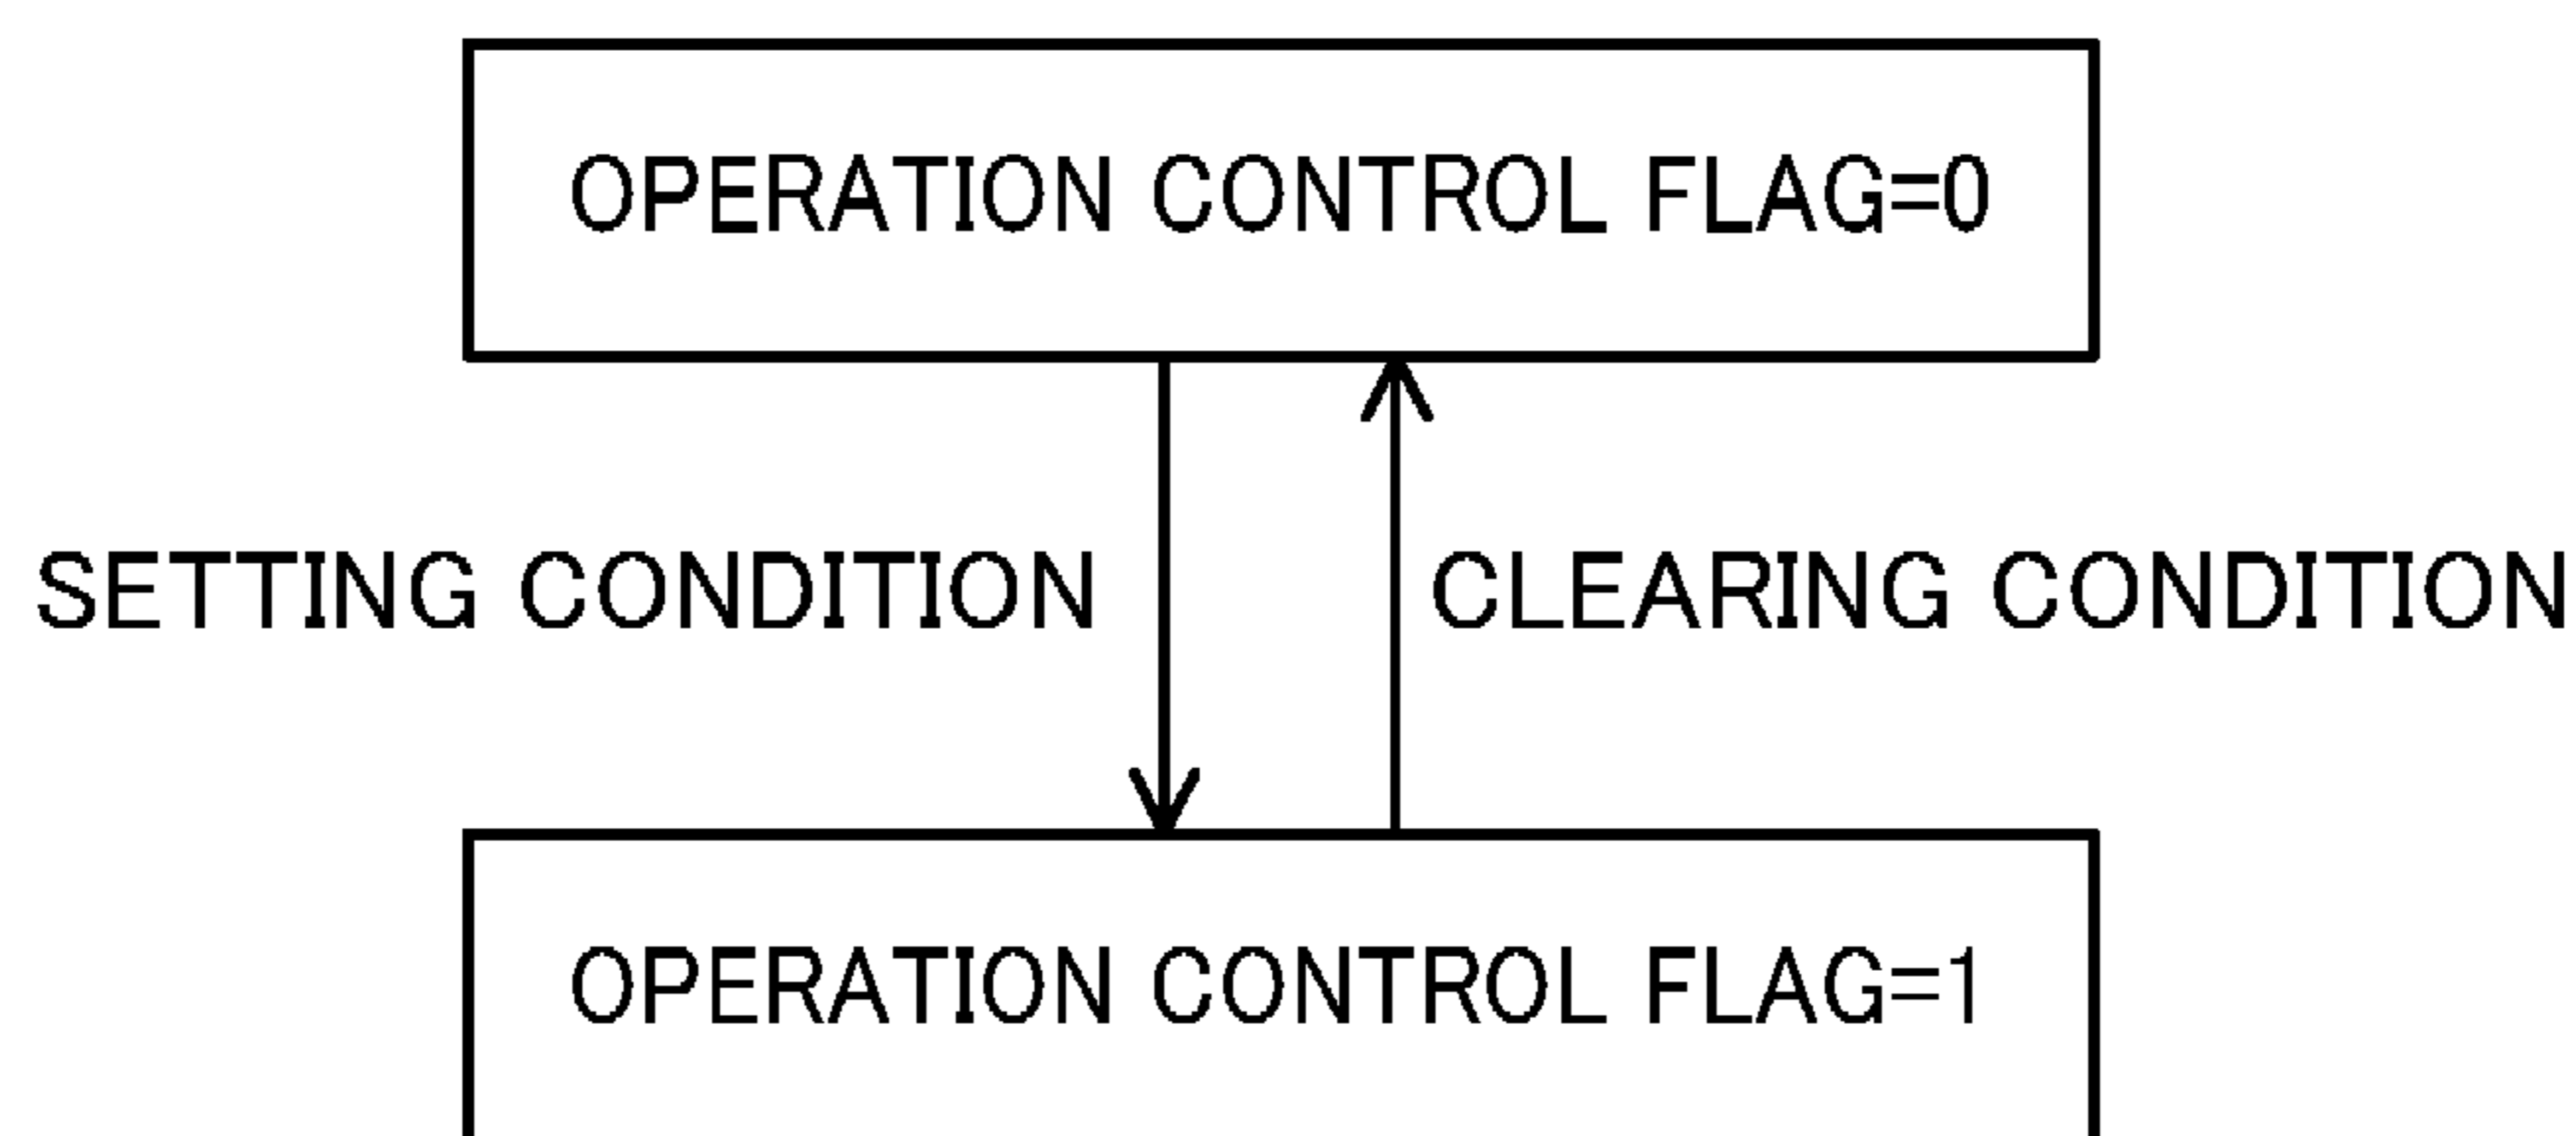 OPERATION CONTROL FLAG=0
SETTING CONDITION
CLEARING CONDITION
OPERATION CONTROL FLAG=1